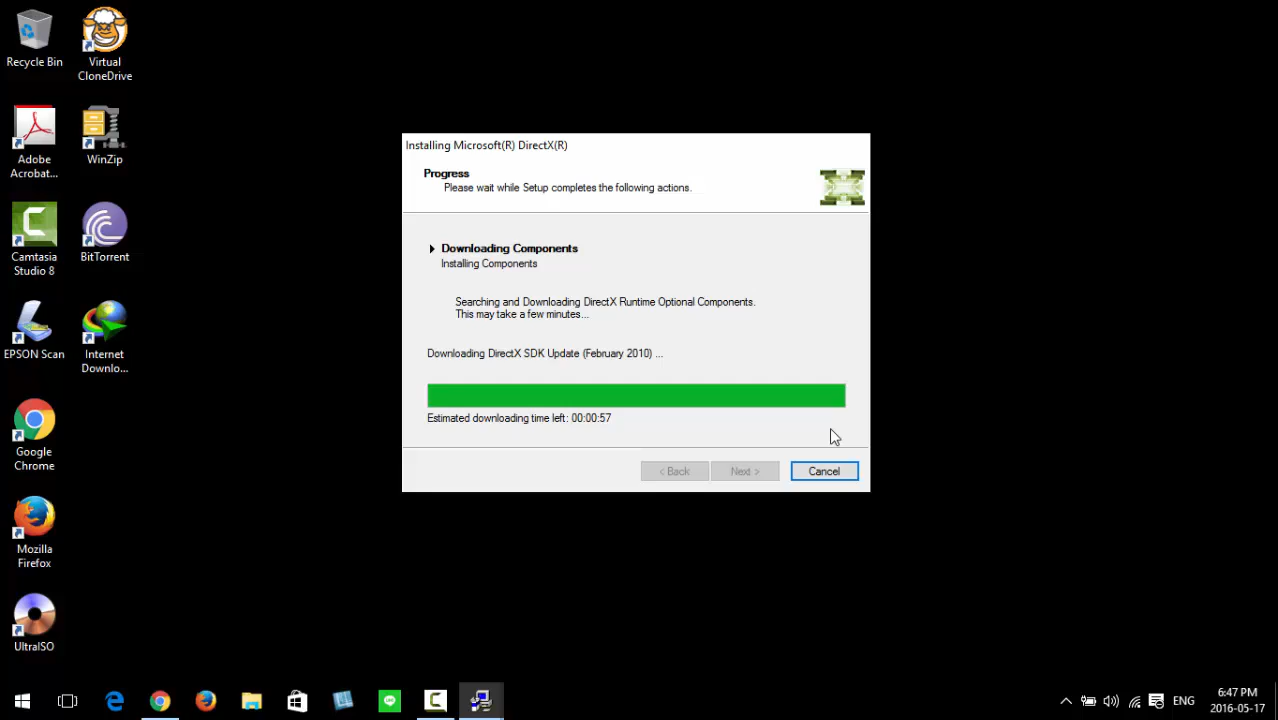 Recycle Bin
Virtual
CloneDrive
Adobe
Acrobat...
WinZip
Camtasia
Studio 8
BitTorrent
EPSON Scan
Internet
Downlo...
Google
Chrome
Mozilla
Firefox
UltraISO
Installing Microsoft(R) DirectX(R)
Progress
Please wait while Setup completes the following actions.
Downloading Components
Installing Components
Searching and Downloading DirectX Runtime Optional Components.
This may take a few minutes...
Downloading DirectX SDK Update (February 2010) ...
Estimated downloading time left: 00:00:57
< Back
Next >
Cancel
ENG
6:47 PM
2016-05-17